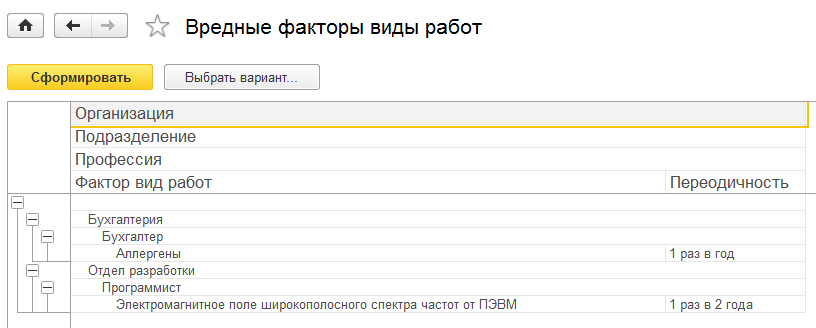 Вредные факторы виды работ
Сформировать
Выбрать вариант...
Организация
Подразделение
Профессия
Фактор вид работ Переодичность
Бухгалтерия
Бухгалтер
Аллергены 1 раз в год
Отдел разработки
Программист
Электромагнитное поле широкополосного спектра частот от ПЭВМ 1 раз в 2 года